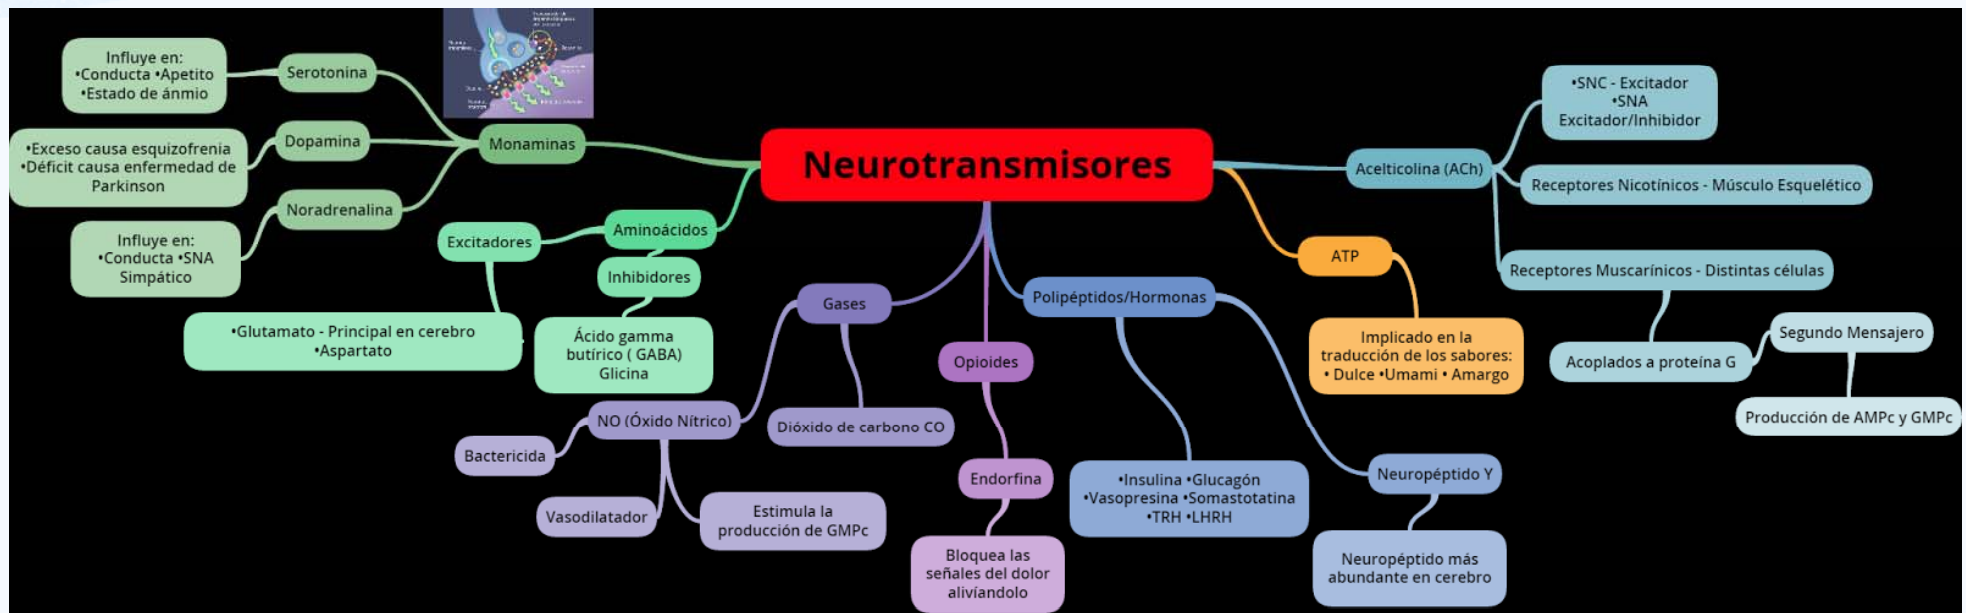 Neurotransmisores
Monaminas
Serotonina
Influye en:
•Conducta •Apetito
•Estado de ánmio
Dopamina
•Exceso causa esquizofrenia
•Déficit causa enfermedad de
Parkinson
Noradrenalina
Influye en:
•Conducta •SNA
Simpático
Aminoácidos
Excitadores
•Glutamato - Principal en cerebro
•Aspartato
Inhibidores
Ácido gamma
butírico ( GABA)
Glicina
Gases
NO (Óxido Nítrico)
Bactericida
Vasodilatador
Estimula la
producción de GMPc
Dióxido de carbono CO
Opioides
Endorfina
Bloquea las
señales del dolor
alivíandolo
Polipéptidos/Hormonas
•Insulina •Glucagón
•Vasopresina •Somastotatina
•TRH •LHRH
Neuropéptido Y
Neuropéptido más
abundante en cerebro
ATP
Implicado en la
traducción de los sabores:
• Dulce •Umami • Amargo
Acelticolina (ACh)
•SNC - Excitador
•SNA
Excitador/Inhibidor
Receptores Nicotínicos - Músculo Esquelético
Receptores Muscarínicos - Distintas células
Acoplados a proteína G
Segundo Mensajero
Producción de AMPc y GMPc